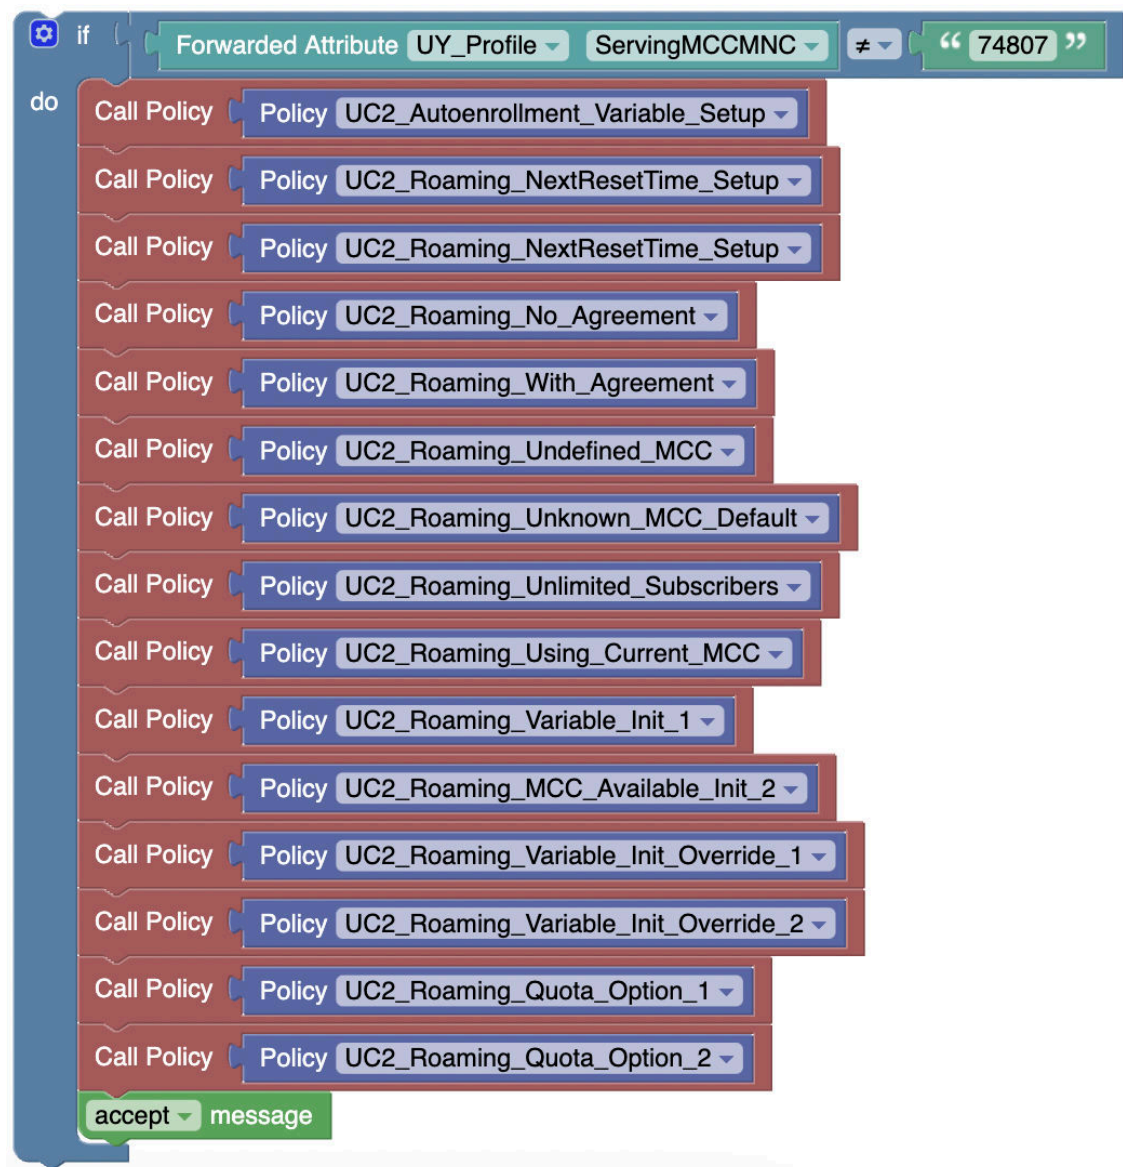 if Forwarded Attribute UY_Profile ServingMCCMNC ≠ “ 74807 ”
do Call Policy Policy UC2_Autoenrollment_Variable_Setup
Call Policy Policy UC2_Roaming_NextResetTime_Setup
Call Policy Policy UC2_Roaming_NextResetTime_Setup
Call Policy Policy UC2_Roaming_No_Agreement
Call Policy Policy UC2_Roaming_With_Agreement
Call Policy Policy UC2_Roaming_Undefined_MCC
Call Policy Policy UC2_Roaming_Unknown_MCC_Default
Call Policy Policy UC2_Roaming_Unlimited_Subscribers
Call Policy Policy UC2_Roaming_Using_Current_MCC
Call Policy Policy UC2_Roaming_Variable_Init_1
Call Policy Policy UC2_Roaming_MCC_Available_Init_2
Call Policy Policy UC2_Roaming_Variable_Init_Override_1
Call Policy Policy UC2_Roaming_Variable_Init_Override_2
Call Policy Policy UC2_Roaming_Quota_Option_1
Call Policy Policy UC2_Roaming_Quota_Option_2
accept message